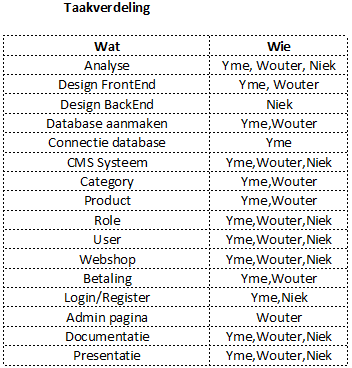 Taakverdeling
Wat Wie
Analyse Yme, Wouter, Niek
Design FrontEnd Yme, Wouter
Design BackEnd Niek
Database aanmaken Yme,Wouter
Connectie database Yme
CMS Systeem Yme,Wouter,Niek
Category Yme,Wouter
Product Yme,Wouter
Role Yme,Wouter,Niek
User Yme,Wouter,Niek
Webshop Yme,Wouter,Niek
Betaling Yme,Wouter
Login/Register Yme,Niek
Admin pagina Wouter
Documentatie Yme,Wouter,Niek
Presentatie Yme,Wouter,Niek